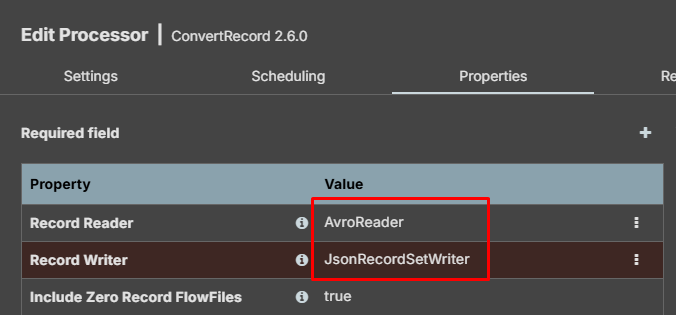 Edit Processor | ConvertRecord 2.6.0
Settings Scheduling Properties Re
Required field
Property Value
Record Reader AvroReader
Record Writer JsonRecordSetWriter
Include Zero Record FlowFiles true